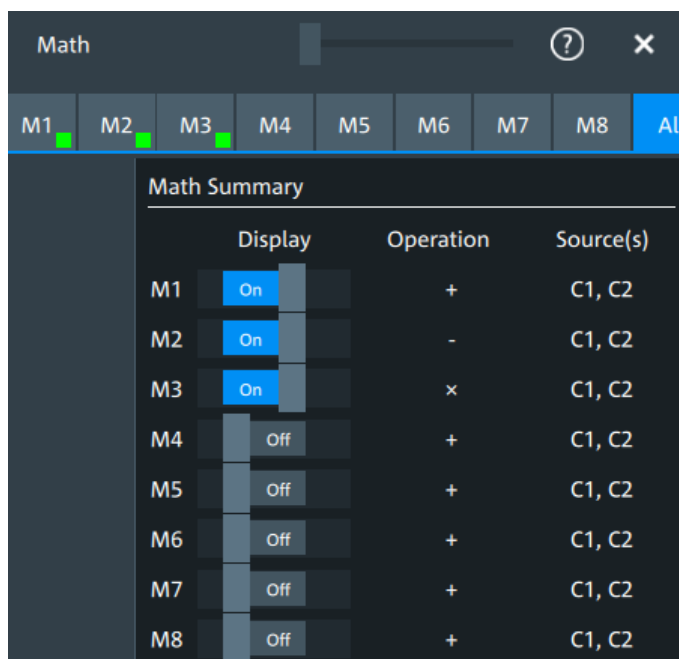 Math ? ×
M1 M2 M3 M4 M5 M6 M7 M8 Al
Math Summary
Display Operation Source(s)
M1 On + C1, C2
M2 On - C1, C2
M3 On × C1, C2
M4 Off + C1, C2
M5 Off + C1, C2
M6 Off + C1, C2
M7 Off + C1, C2
M8 Off + C1, C2